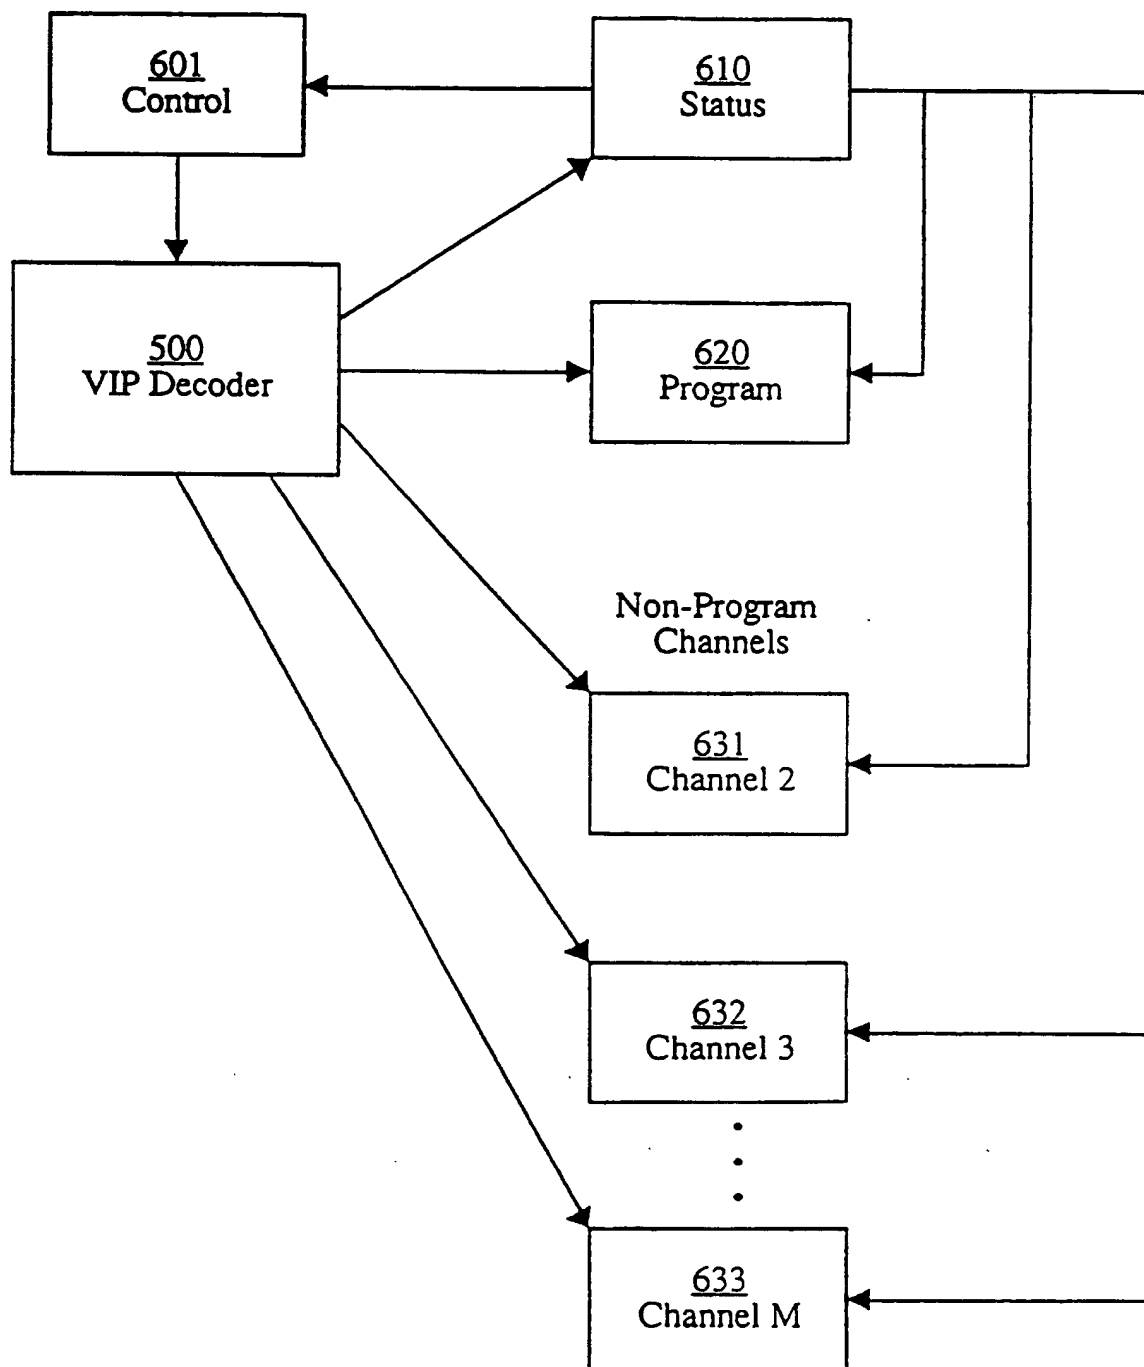 601
Control
610
Status
500
VIP Decoder
620
Program
Non-Program
Channels
631
Channel 2
632
Channel 3
633
Channel M